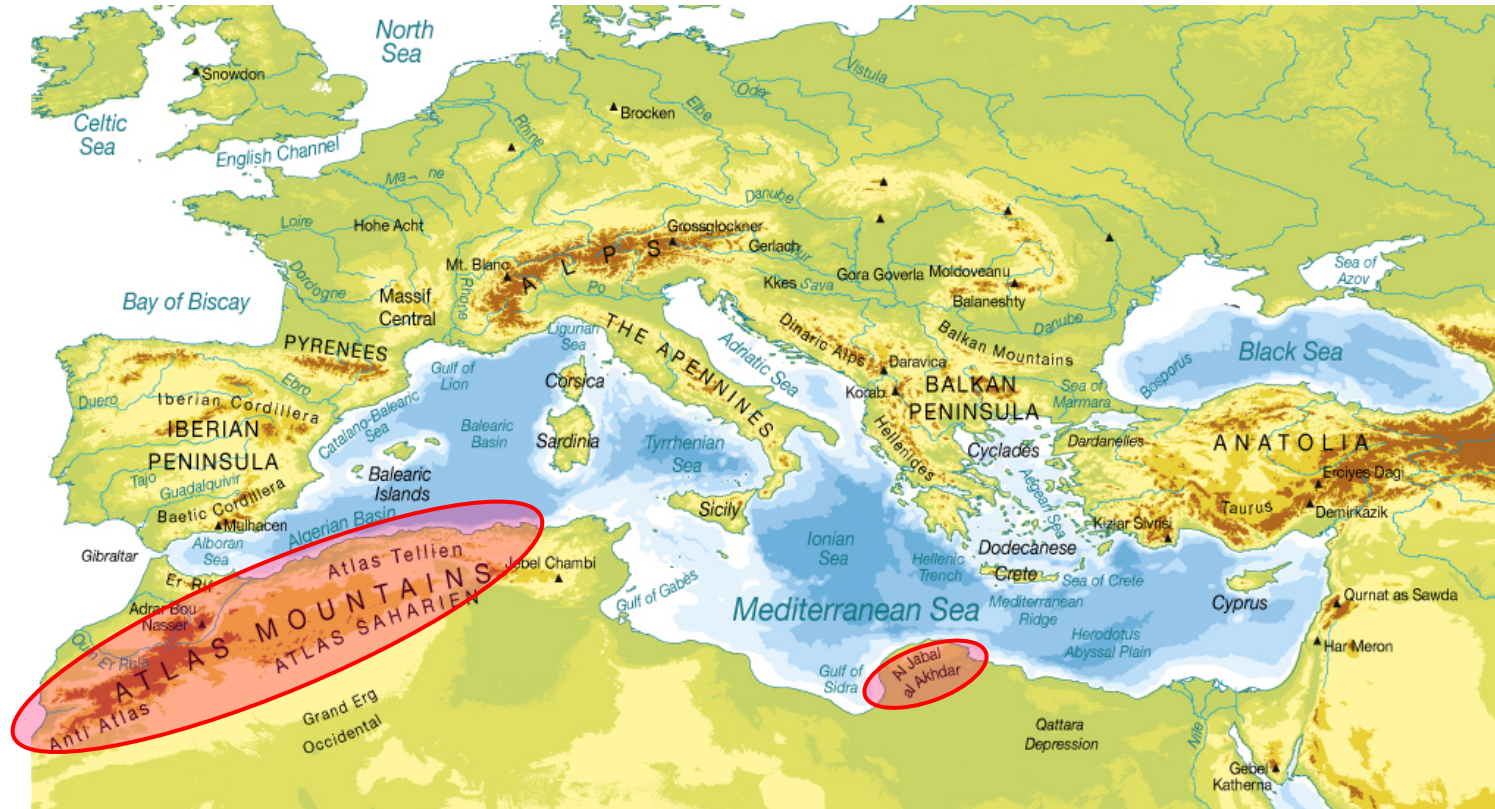 North
Sea
Snowdon
Celtic
Sea
English Channel
Vistula
Oder
Elbe
Brocken
Rhine
Ma
ne
Loire
Hohe Acht
Danube
Grossglockner
Gerlach
Mt. Blanc
A L P S
Gora Goverla
Moldoveanu
Kkes
Sava
Balaneshty
Sea of
Azov
Dordogne
Bay of Biscay
Massif
Central
Rhone
Po
Danube
PYRENEES
Ligurian
Sea
THE APENNINES
Dinaric Alps
Adriatic Sea
Balkan Mountains
Black Sea
Bosporus
Gulf of
Lion
Corsica
Daravica
Korab
BALKAN
PENINSULA
Sea of
Marmara
Duero
Ebro
Iberian Cordillera
IBERIAN
PENINSULA
Catalano-Balearic
Sea
Balearic
Basin
Sardinia
Tyrrhenian
Sea
Hellenides
Cyclades
Dardanelles
ANATOLIA
Tajo
Guadalquivir
Balearic
Islands
Aegean Sea
Erciyes Dagi
Baetic Cordillera
Mulhacen
Algerian Basin
Sicily
Taurus
Demirkazik
Kiziar Slvrisi
Gibraltar
Alboran
Sea
Ionian
Sea
Hellenic
Trench
Dodecanese
Crete
Sea of Crete
Er Rif
Atlas Tellien
Jebel Chambi
Gulf of Gabès
Mediterranean Sea
Mediterranean
Ridge
Cyprus
Qurnat as Sawda
Adrar Bou
Nasser
ATLAS MOUNTAINS
ATLAS SAHARIEN
Herodotus
Abyssal Plain
Har Meron
Gulf of
Sidra
Al Jabal
al Akhdar
Anti Atlas
Grand Erg
Occidental
Qattara
Depression
Nile
Gebel
Katherna